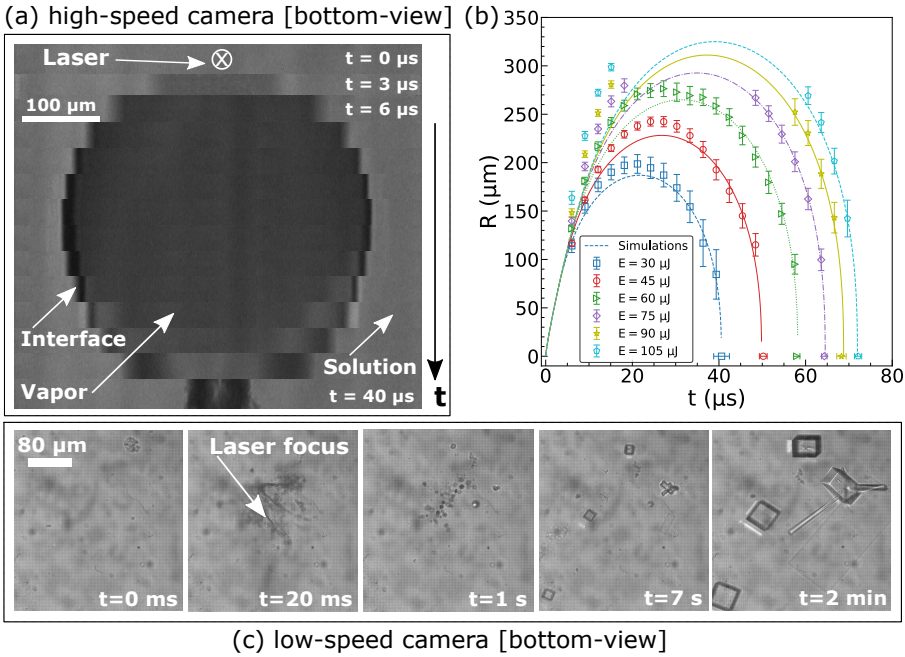 (a) high-speed camera [bottom-view]
Laser
t = 0 µs
t = 3 µs
t = 6 µs
100 µm
Interface
Vapor
Solution
t = 40 µs
t
(b)
R (µm)
350
300
250
200
150
100
50
0
0 20 40 60 80
t (µs)
Simulations
E = 30 µJ
E = 45 µJ
E = 60 µJ
E = 75 µJ
E = 90 µJ
E = 105 µJ
80 µm
Laser focus
t=0 ms
t=20 ms
t=1 s
t=7 s
t=2 min
(c) low-speed camera [bottom-view]